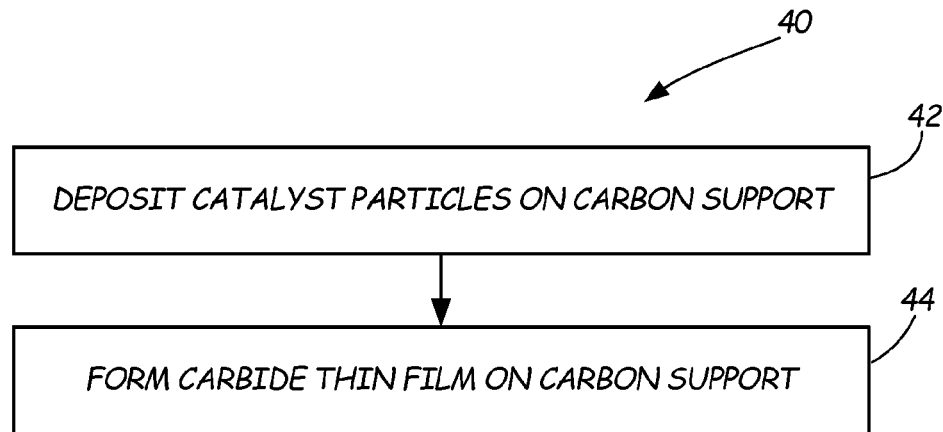 40
42
DEPOSIT CATALYST PARTICLES ON CARBON SUPPORT
44
FORM CARBIDE THIN FILM ON CARBON SUPPORT